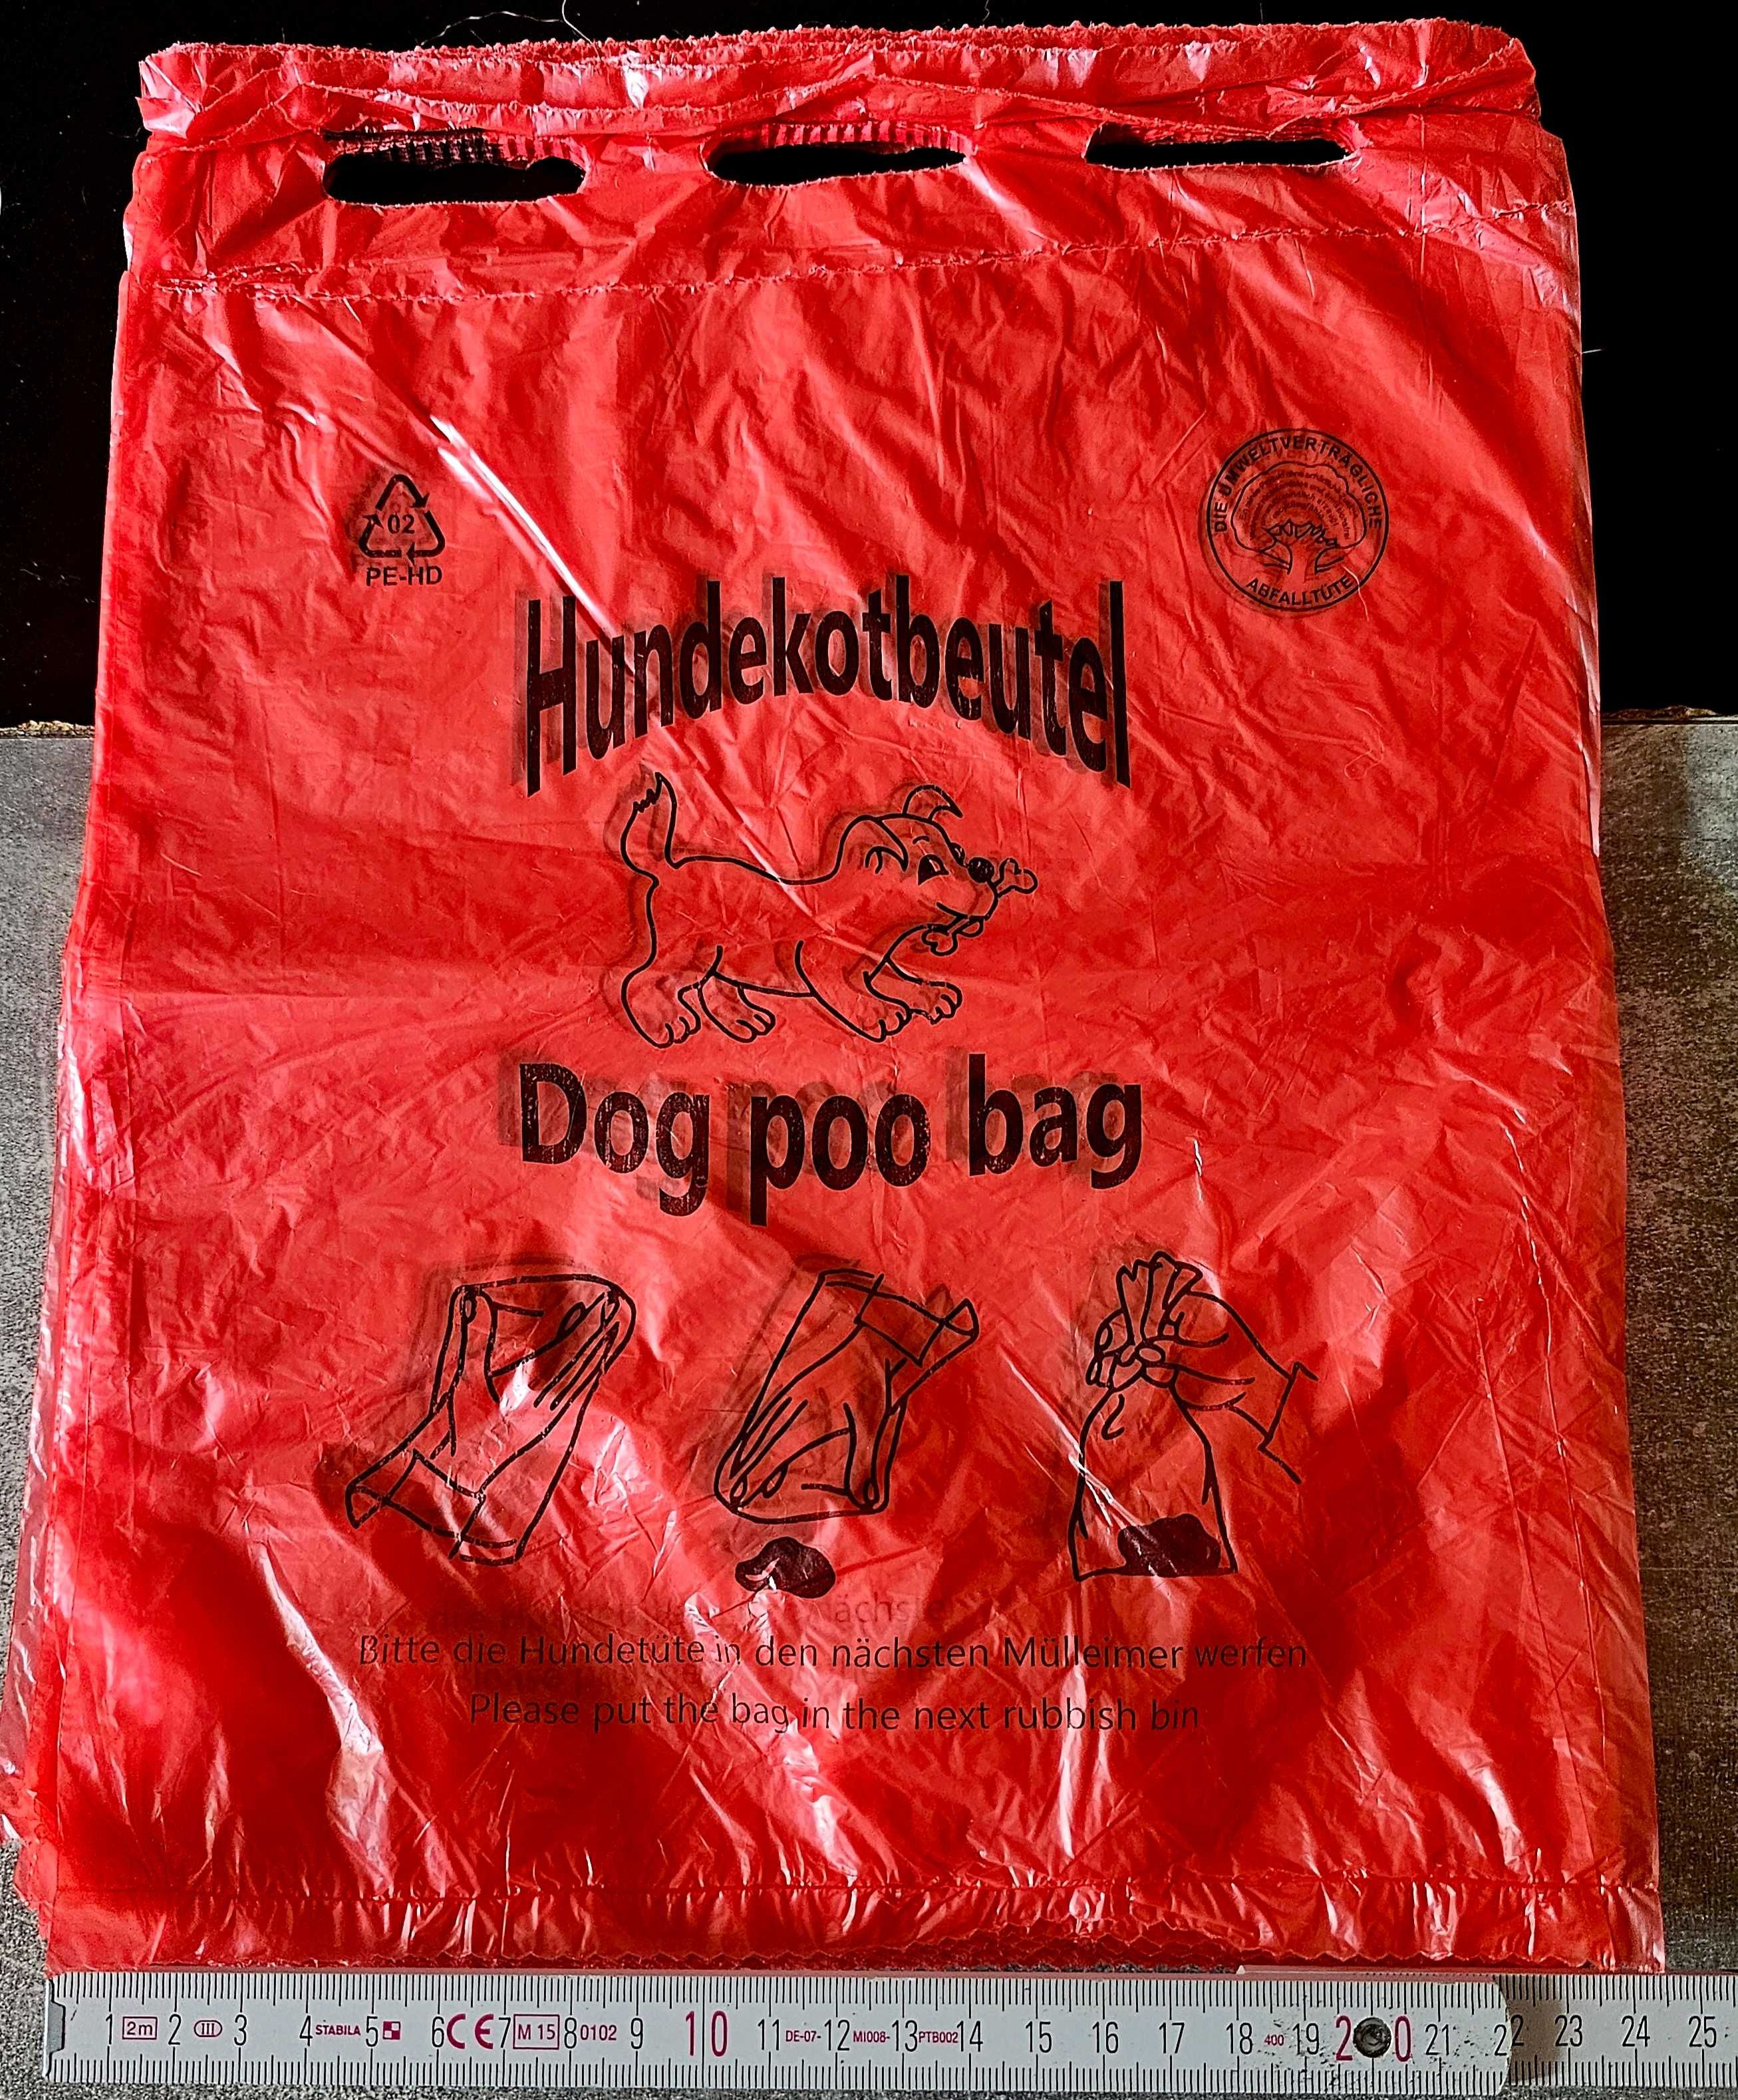 02
PE-HD
DIE UMWELTVERTRÄGLICHE
ABFALLTÜTE
Hundekotbeutel
Dog poo bag
Bitte die Hundetüte in den nächsten Mülleimer werfen
Please put the bag in the next rubbish bin
1 2m 2 III 3 4 STABILA 5 6 CE 7 M 15 8 0102 9 10 11 DE-07- 12 MI008- 13 PTB002 14 15 16 17 18 400 19 20 21 22 23 24 25